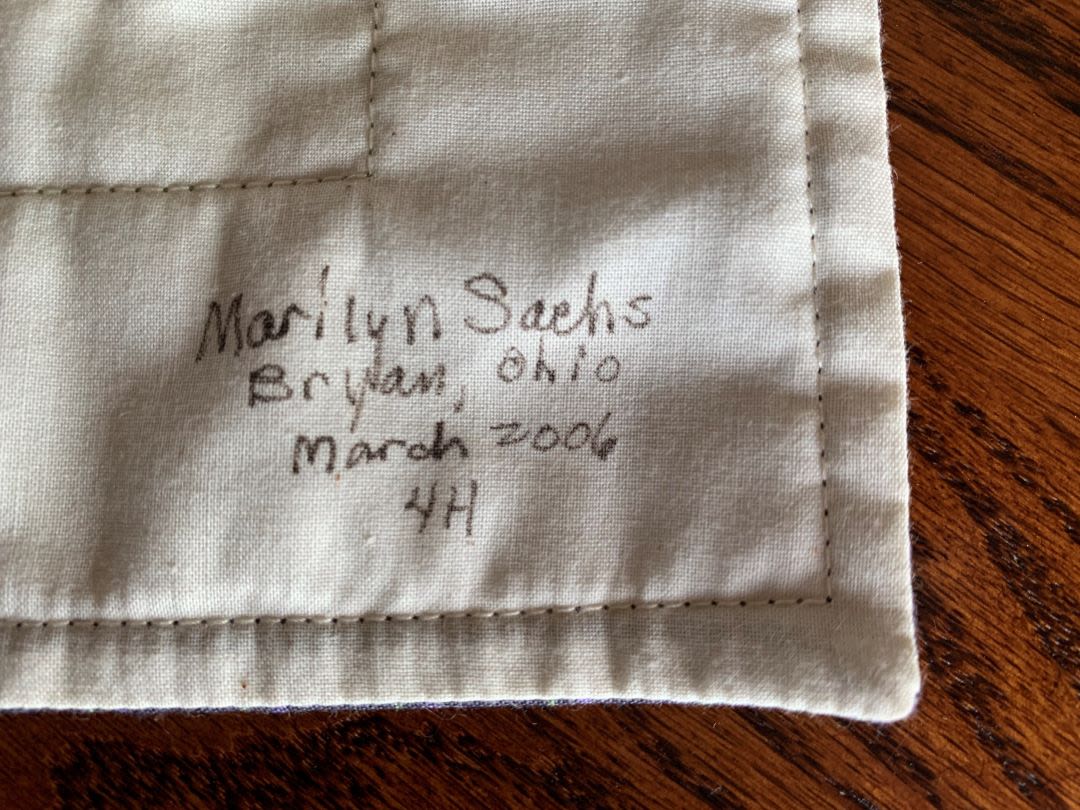 Marilyn Sachs
Bryan, Ohio
March 2006
4H